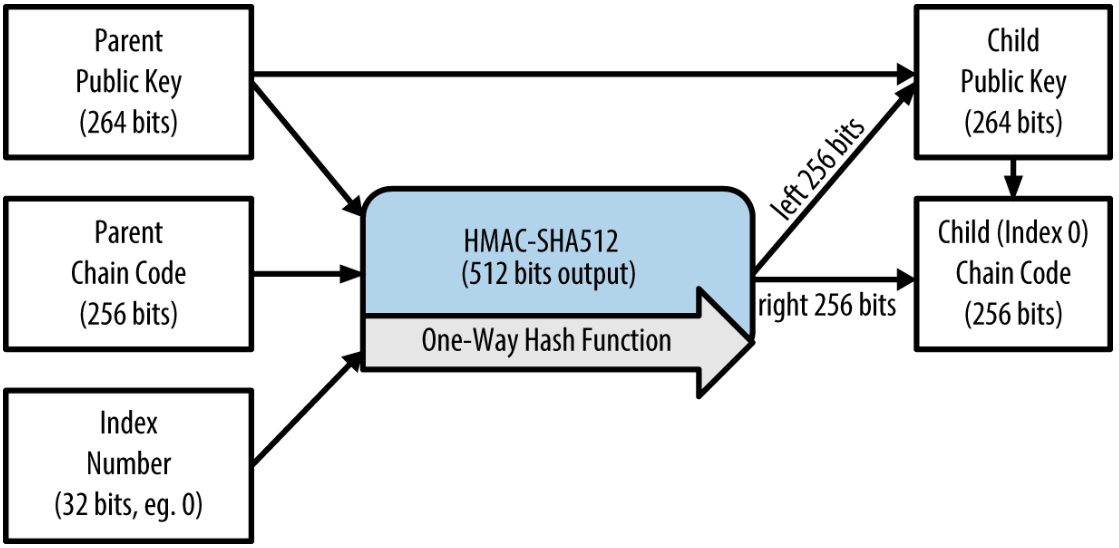 Parent
Public Key
(264 bits)
Parent
Chain Code
(256 bits)
Index
Number
(32 bits, eg. 0)
HMAC-SHA512
(512 bits output)
One-Way Hash Function
left 256 bits
right 256 bits
Child
Public Key
(264 bits)
Child (Index 0)
Chain Code
(256 bits)